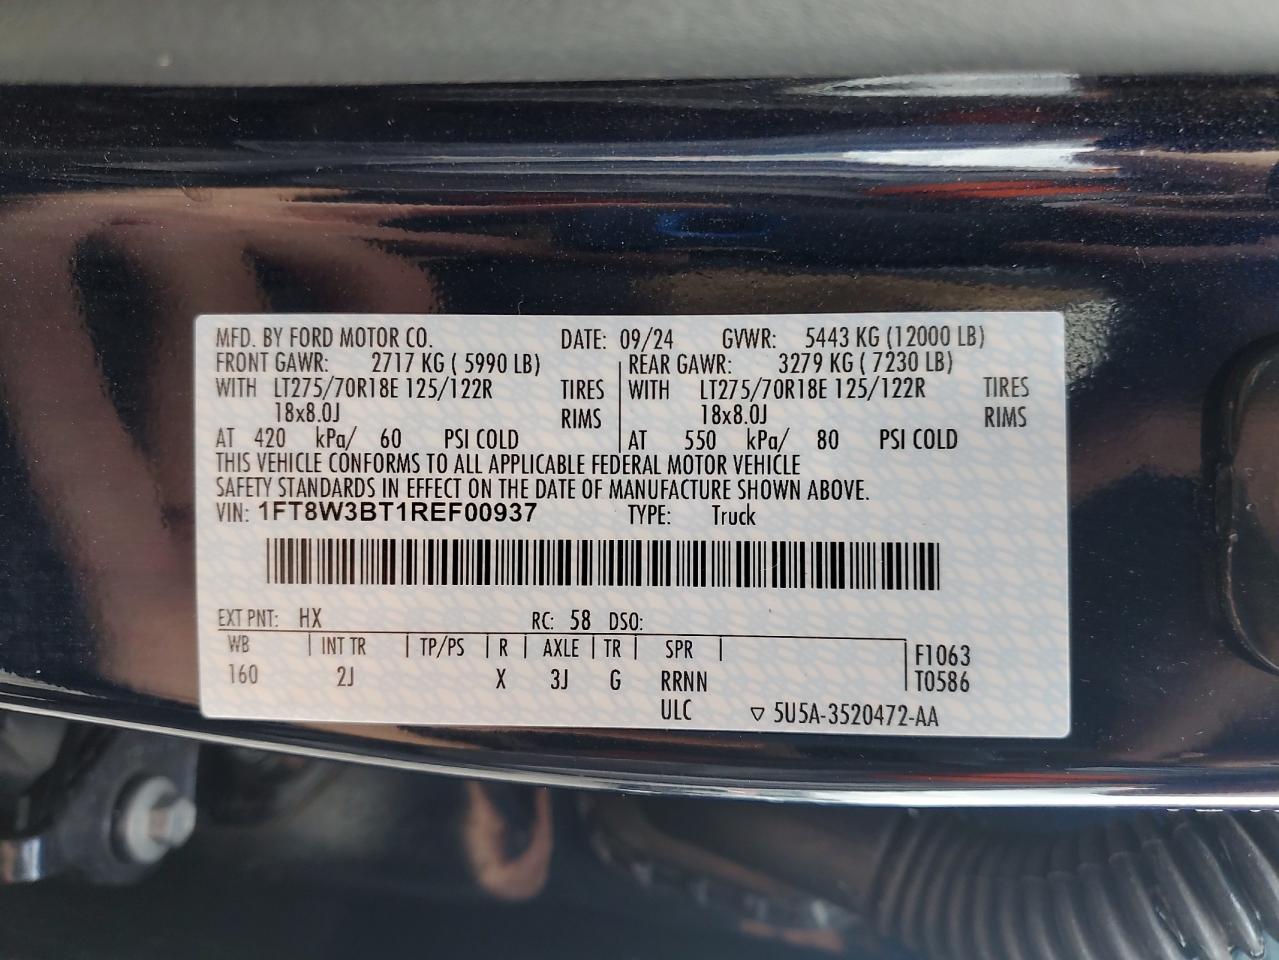 MFD. BY FORD MOTOR CO. DATE: 09/24 GVWR: 5443 KG (12000 LB)
FRONT GAWR: 2717 KG ( 5990 LB) REAR GAWR: 3279 KG ( 7230 LB)
WITH LT275/70R18E 125/122R TIRES WITH LT275/70R18E 125/122R TIRES
18x8.0J RIMS 18x8.0J RIMS
AT 420 kPa/ 60 PSI COLD AT 550 kPa/ 80 PSI COLD
THIS VEHICLE CONFORMS TO ALL APPLICABLE FEDERAL MOTOR VEHICLE
SAFETY STANDARDS IN EFFECT ON THE DATE OF MANUFACTURE SHOWN ABOVE.
VIN: 1FT8W3BT1REF00937 TYPE: Truck
EXT PNT: HX RC: 58 DSO:
WB INT TR TP/PS R AXLE TR SPR F1063
160 2J X 3J G RRNN T0586
ULC ▽ 5U5A-3520472-AA